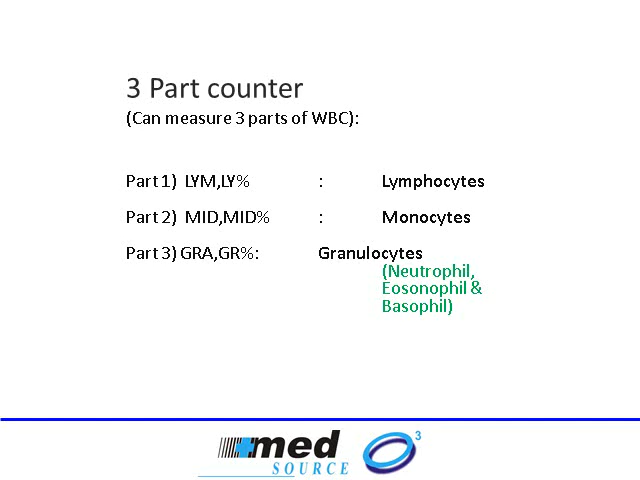 3 Part counter
(Can measure 3 parts of WBC):
Part 1) LYM,LY% : Lymphocytes
Part 2) MID,MID% : Monocytes
Part 3) GRA,GR%: Granulocytes
(Neutrophil,
Eosonophil &
Basophil)
med
SOURCE
3